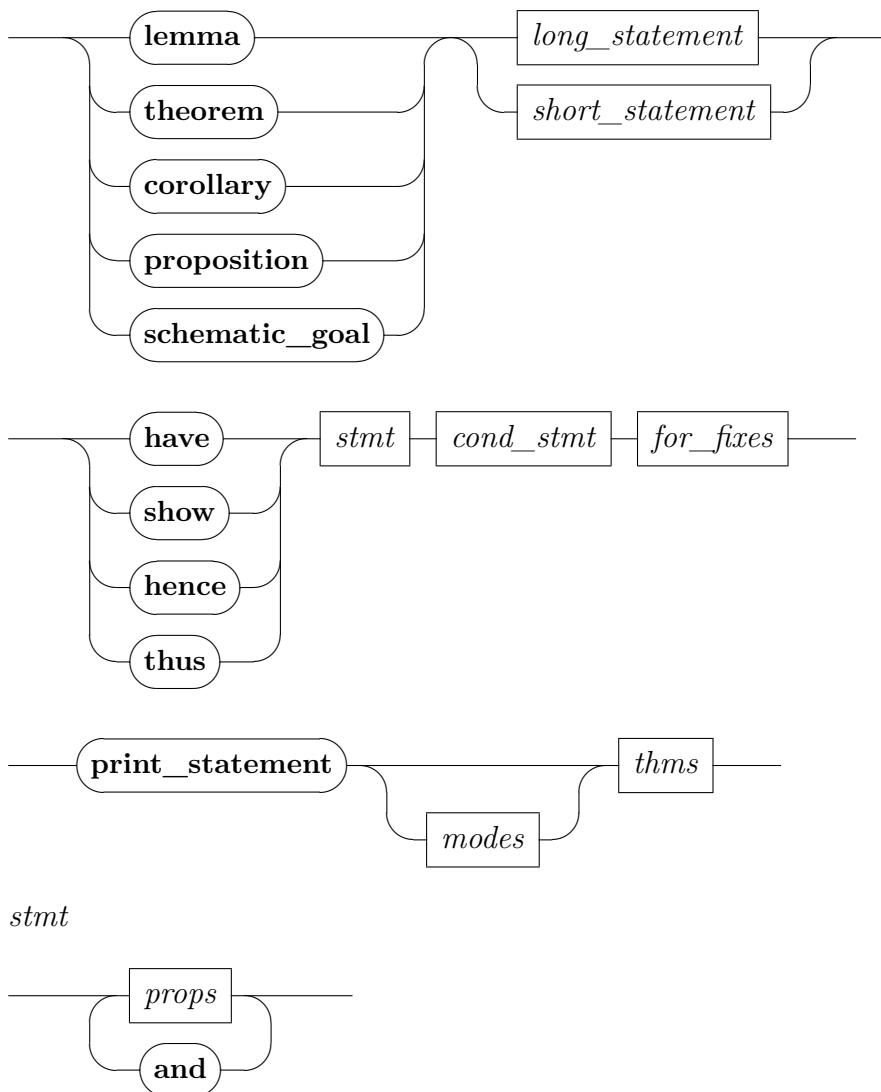 lemma long_statement
theorem short_statement
corollary
proposition
schematic_goal
have stmt cond_stmt for_fixes
show
hence
thus
print_statement thms
modes
stmt
props
and